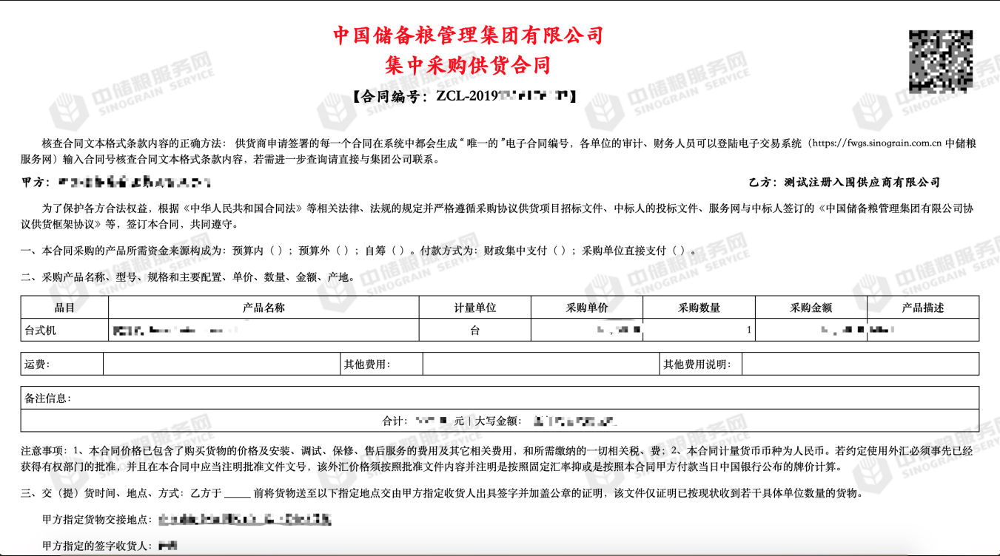 中国储备粮管理集团有限公司
集中采购供货合同
【合同编号：ZCL-2019】
核查合同文本格式条款内容的正确方法： 供货商申请签署的每一个合同在系统中都会生成“唯一的”电子合同编号，各单位的审计、财务人员可以登陆电子交易系统（https://fwgs.sinograin.com.cn 中储粮
服务网）输入合同号核查合同文本格式条款内容，若需进一步查询请直接与集团公司联系。
甲方： 乙方：测试注册入围供应商有限公司
为了保护各方合法权益，根据《中华人民共和国合同法》等相关法律、法规的规定并严格遵循采购协议供货项目招标文件、中标人的投标文件、服务网与中标人签订的《中国储备粮管理集团有限公司协
议供货框架协议》等，签订本合同，共同遵守。
一、本合同采购的产品所需资金来源构成为：预算内（ ）；预算外（ ）；自筹（ ）。付款方式为：财政集中支付（ ）；采购单位直接支付（ ）。
二、采购产品名称、型号、规格和主要配置、单价、数量、金额、产地。
品目 产品名称 计量单位 采购单价 采购数量 采购金额 产品描述
台式机 台 1
运费： 其他费用： 其他费用说明：
备注信息：
合计： 元 | 大写金额：
注意事项：1、本合同价格已包含了购买货物的价格及安装、调试、保修、售后服务的费用及其它相关费用，和所需缴纳的一切相关税、费；2、本合同计量货币币种为人民币。若约定使用外汇必须事先已经
获得有权部门的批准，并且在本合同中应当注明批准文件文号，该外汇价格须按照批准文件内容并注明是按照固定汇率抑或是按照本合同甲方付款当日中国银行公布的牌价计算。
三、交（提）货时间、地点、方式：乙方于 _____ 前将货物送至以下指定地点交由甲方指定收货人出具签字并加盖公章的证明，该文件仅证明已按现状收到若干具体单位数量的货物。
甲方指定货物交接地点：
甲方指定的签字收货人：
中储粮服务网
SINOGRAIN SERVICE